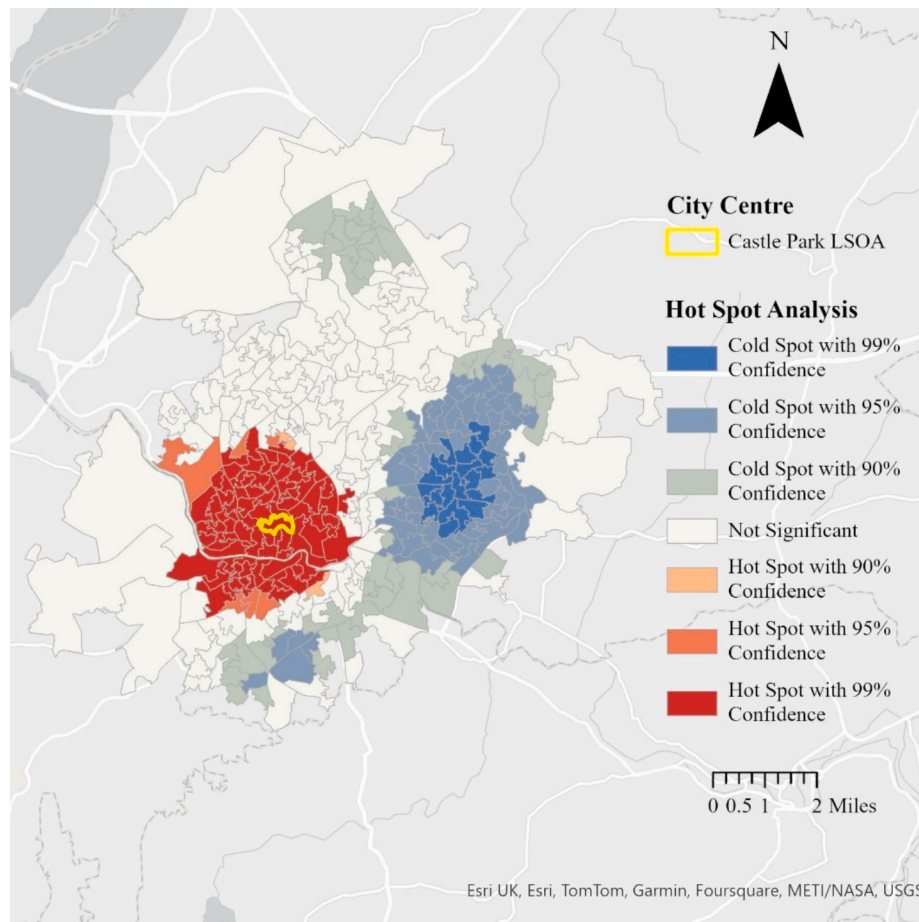 N
City Centre
Castle Park LSOA
Hot Spot Analysis
Cold Spot with 99%
Confidence
Cold Spot with 95%
Confidence
Cold Spot with 90%
Confidence
Not Significant
Hot Spot with 90%
Confidence
Hot Spot with 95%
Confidence
Hot Spot with 99%
Confidence
0 0.5 1 2 Miles
Esri UK, Esri, TomTom, Garmin, Foursquare, METI/NASA, USGS